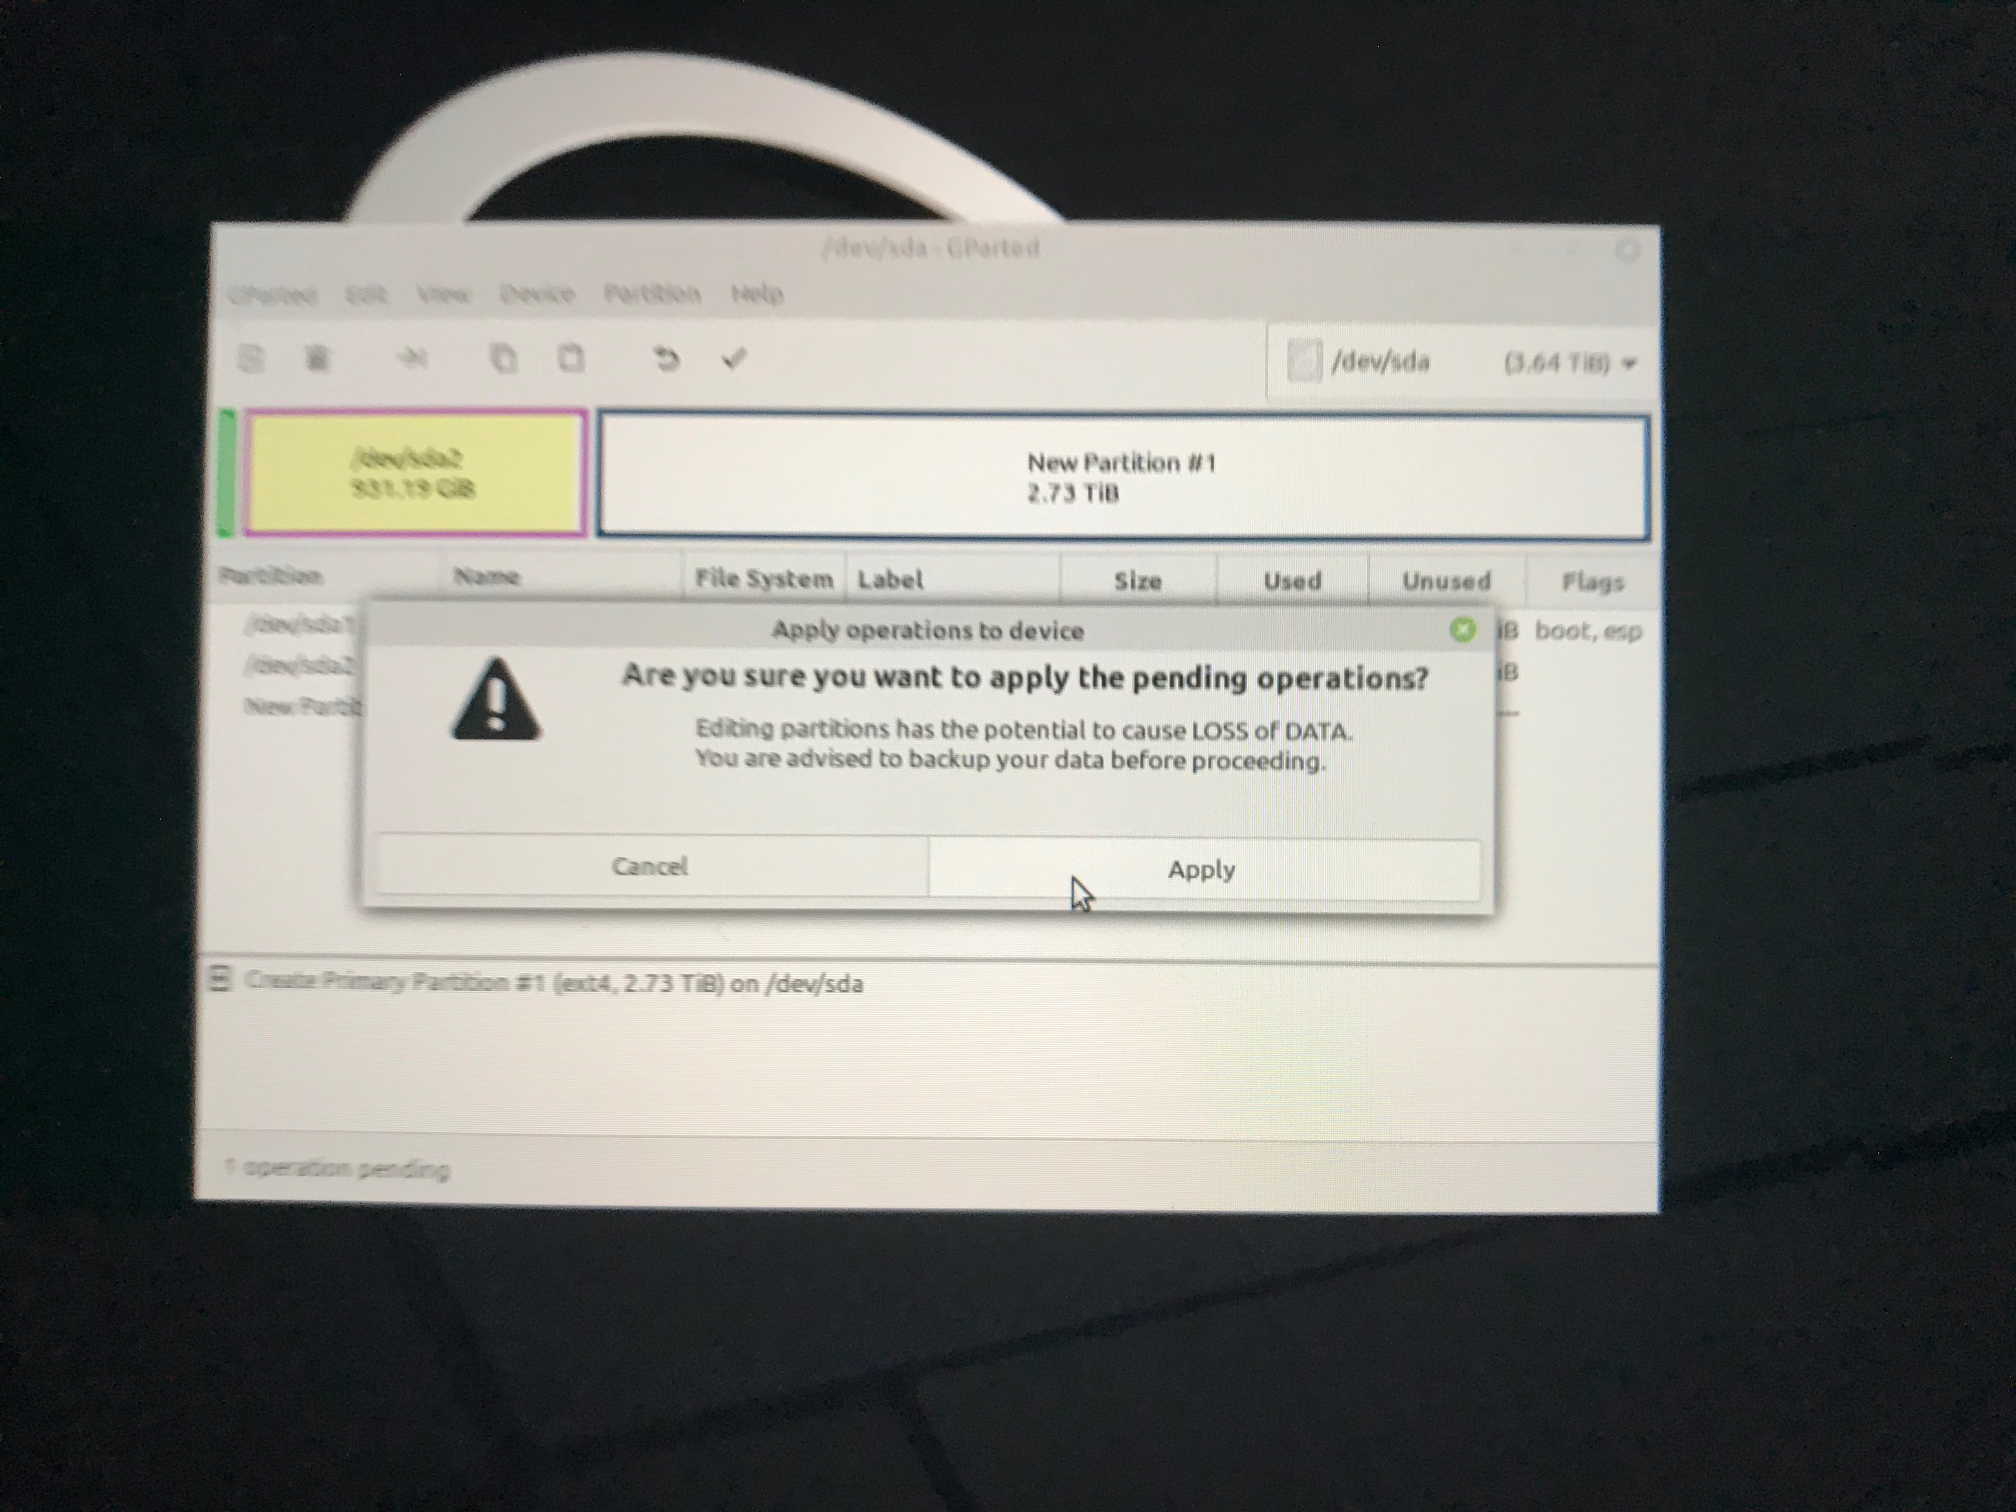 /dev/sda - GParted
GParted Edit View Device Partition Help
/dev/sda (3.64 TiB)
/dev/sda2
931.19 GiB
New Partition #1
2.73 TiB
Partition Name File System Label Size Used Unused Flags
/dev/sda1 iB boot, esp
/dev/sda2 iB
New Partit ---
Apply operations to device
Are you sure you want to apply the pending operations?
Editing partitions has the potential to cause LOSS of DATA.
You are advised to backup your data before proceeding.
Cancel Apply
Create Primary Partition #1 (ext4, 2.73 TiB) on /dev/sda
1 operation pending